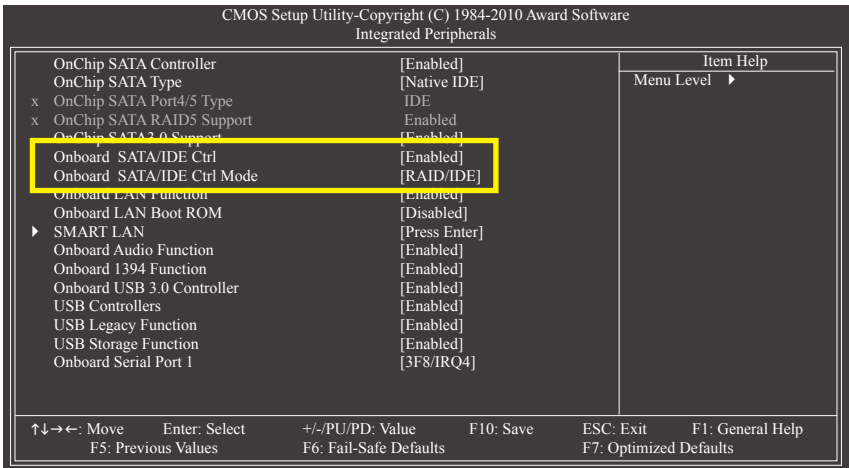 CMOS Setup Utility-Copyright (C) 1984-2010 Award Software
Integrated Peripherals
OnChip SATA Controller [Enabled]
OnChip SATA Type [Native IDE]
x OnChip SATA Port4/5 Type IDE
x OnChip SATA RAID5 Support Enabled
OnChip SATA3.0 Support [Enabled]
Onboard SATA/IDE Ctrl [Enabled]
Onboard SATA/IDE Ctrl Mode [RAID/IDE]
Onboard LAN Function [Enabled]
Onboard LAN Boot ROM [Disabled]
SMART LAN [Press Enter]
Onboard Audio Function [Enabled]
Onboard 1394 Function [Enabled]
Onboard USB 3.0 Controller [Enabled]
USB Controllers [Enabled]
USB Legacy Function [Enabled]
USB Storage Function [Enabled]
Onboard Serial Port 1 [3F8/IRQ4]
Item Help
Menu Level
↑↓→←: Move Enter: Select +/-/PU/PD: Value F10: Save ESC: Exit F1: General Help
F5: Previous Values F6: Fail-Safe Defaults F7: Optimized Defaults